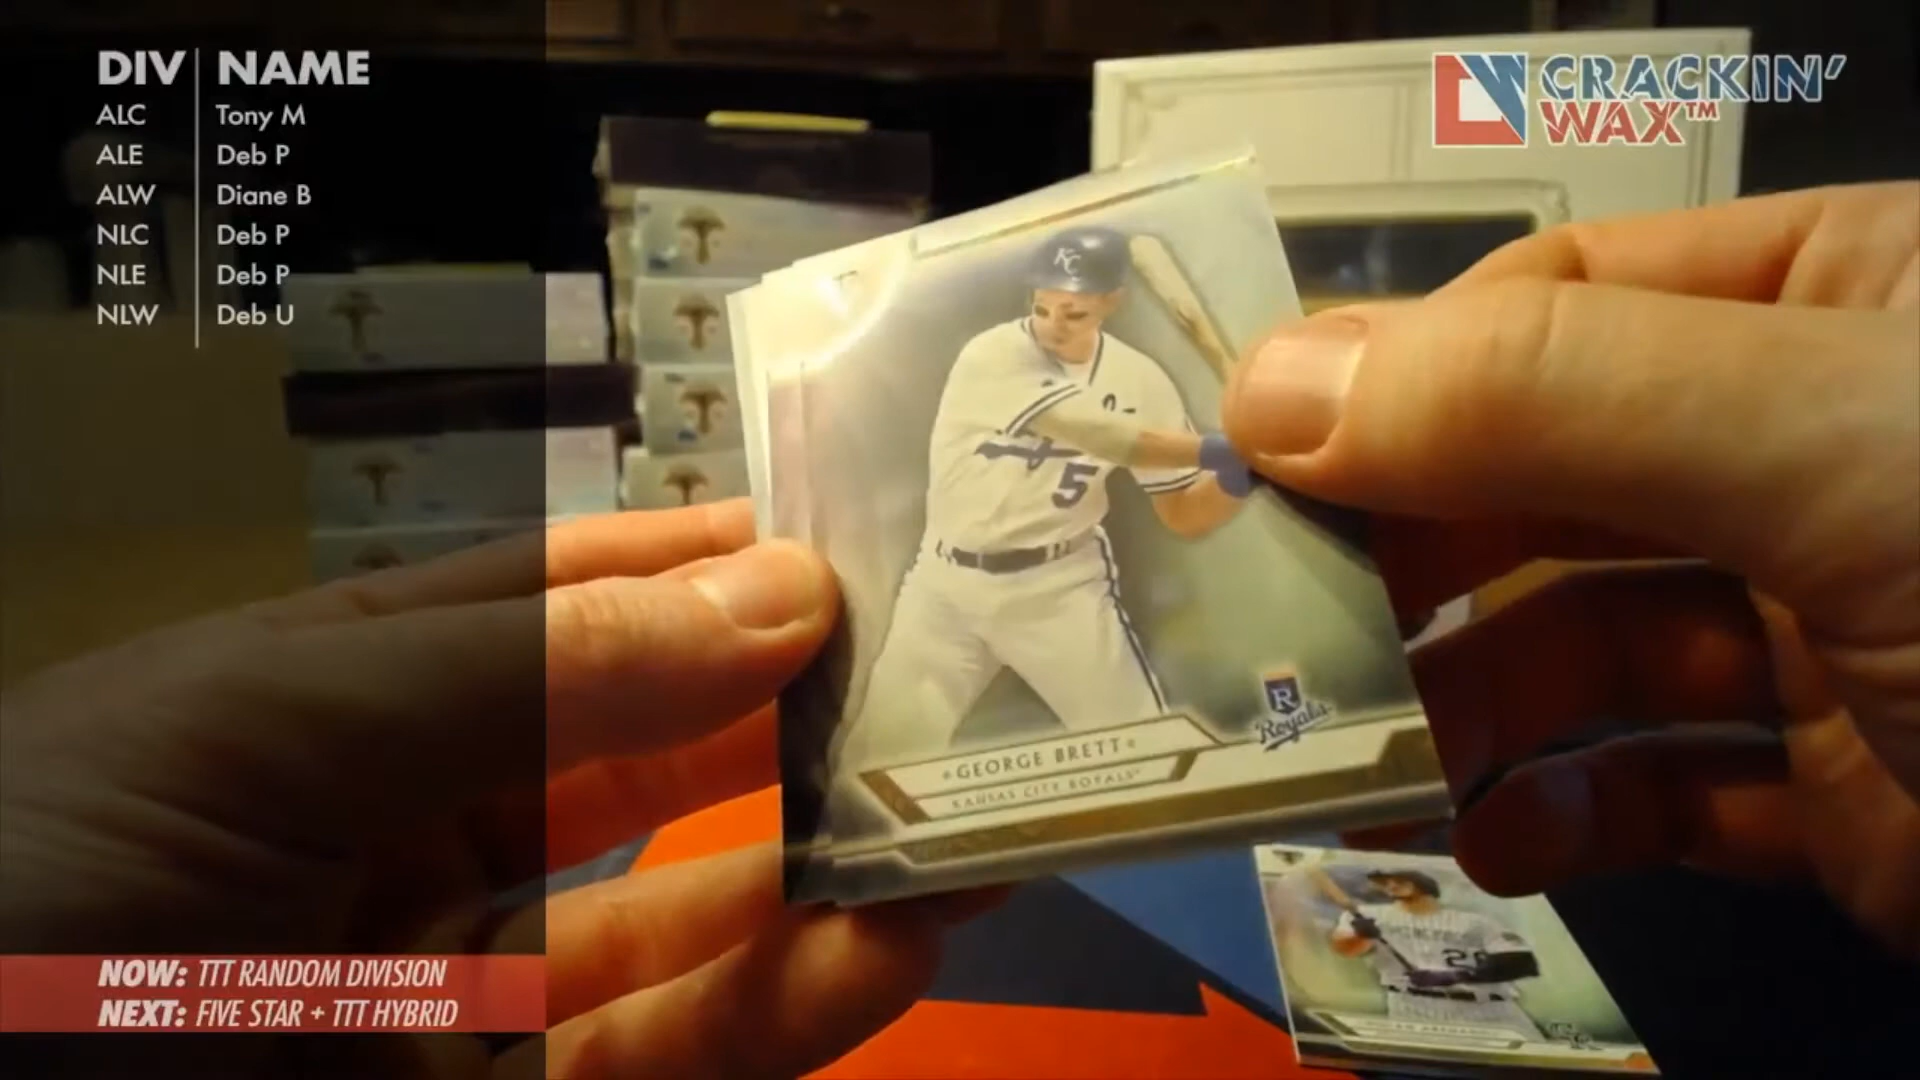 DIV NAME
ALC Tony M
ALE Deb P
ALW Diane B
NLC Deb P
NLE Deb P
NLW Deb U
CRACKIN'
WAX™
KC
5
Royals
GEORGE BRETT
KANSAS CITY ROYALS
CR
NOW: TTT RANDOM DIVISION
NEXT: FIVE STAR + TTT HYBRID